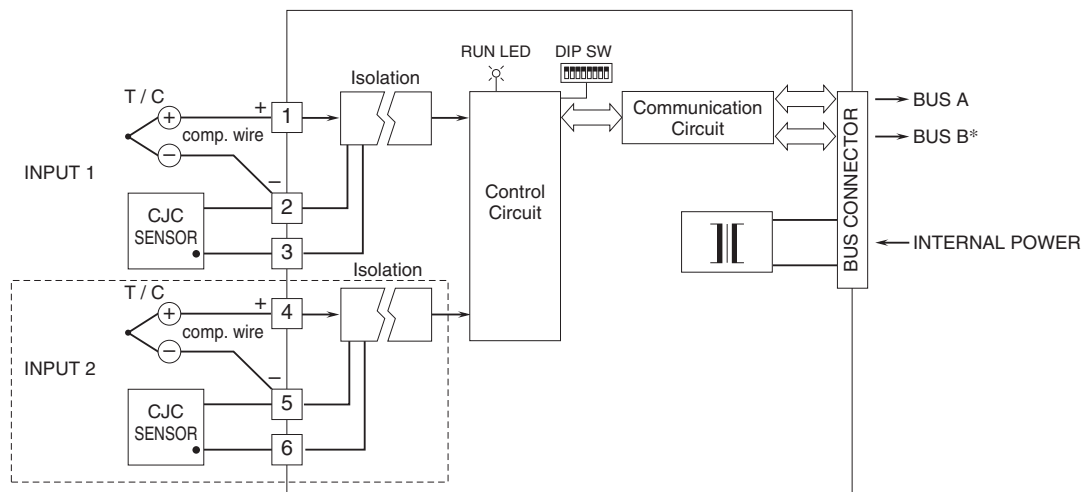 RUN LED
DIP SW
Isolation
T / C
+
+
1
comp. wire
−
−
INPUT 1
2
CJC
SENSOR
3
Control
Circuit
Communication
Circuit
BUS CONNECTOR
BUS A
BUS B*
INTERNAL POWER
Isolation
T / C
+
+
4
comp. wire
−
−
INPUT 2
5
CJC
SENSOR
6